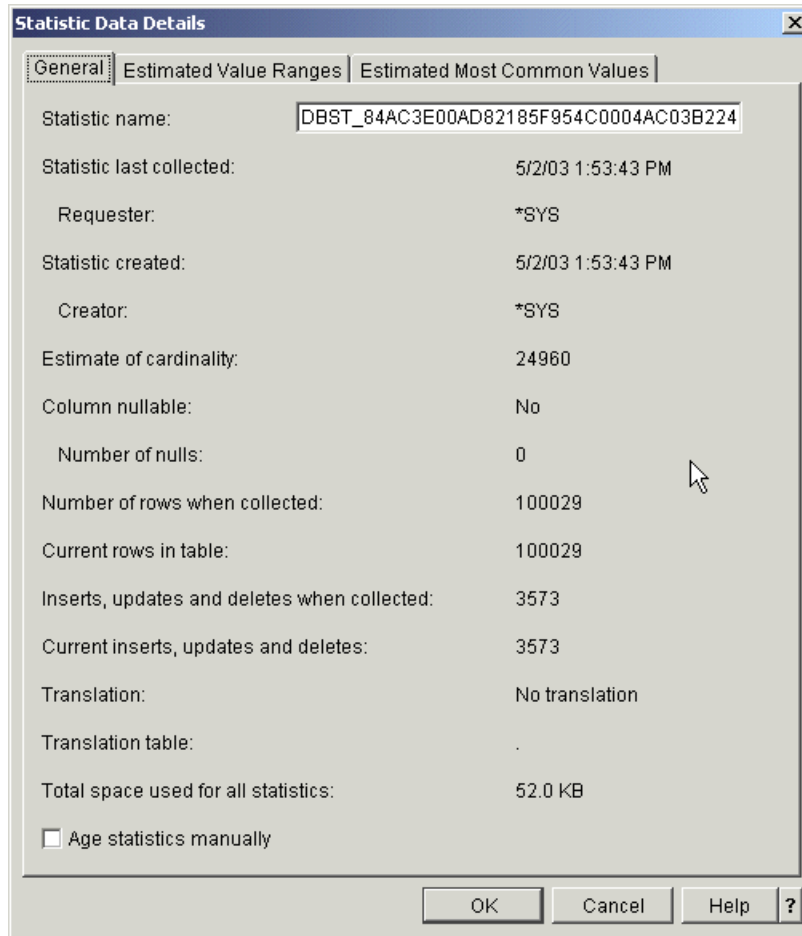 Statistic Data Details
General Estimated Value Ranges Estimated Most Common Values
Statistic name: DBST_84AC3E00AD82185F954C0004AC03B224
Statistic last collected: 5/2/03 1:53:43 PM
Requester: *SYS
Statistic created: 5/2/03 1:53:43 PM
Creator: *SYS
Estimate of cardinality: 24960
Column nullable: No
Number of nulls: 0
Number of rows when collected: 100029
Current rows in table: 100029
Inserts, updates and deletes when collected: 3573
Current inserts, updates and deletes: 3573
Translation: No translation
Translation table: .
Total space used for all statistics: 52.0 KB
Age statistics manually
OK Cancel Help ?